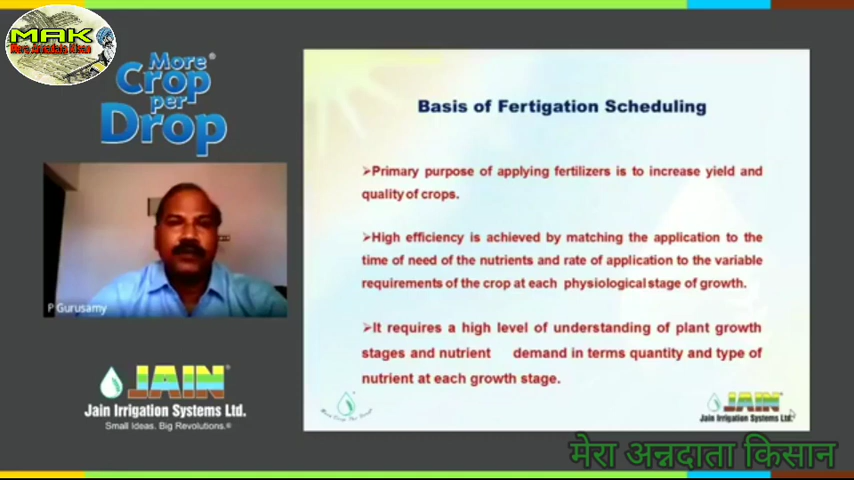 MAK
Mera Annadata Kisan
More
Crop
per
Drop
P Gurusamy
JAIN
Jain Irrigation Systems Ltd.
Small Ideas. Big Revolutions.®
Basis of Fertigation Scheduling
➢Primary purpose of applying fertilizers is to increase yield and
quality of crops.
➢High efficiency is achieved by matching the application to the
time of need of the nutrients and rate of application to the variable
requirements of the crop at each physiological stage of growth.
➢It requires a high level of understanding of plant growth
stages and nutrient demand in terms quantity and type of
nutrient at each growth stage.
More Crop Per Drop
JAIN
Jain Irrigation Systems Ltd.
मेरा अन्नदाता किसान